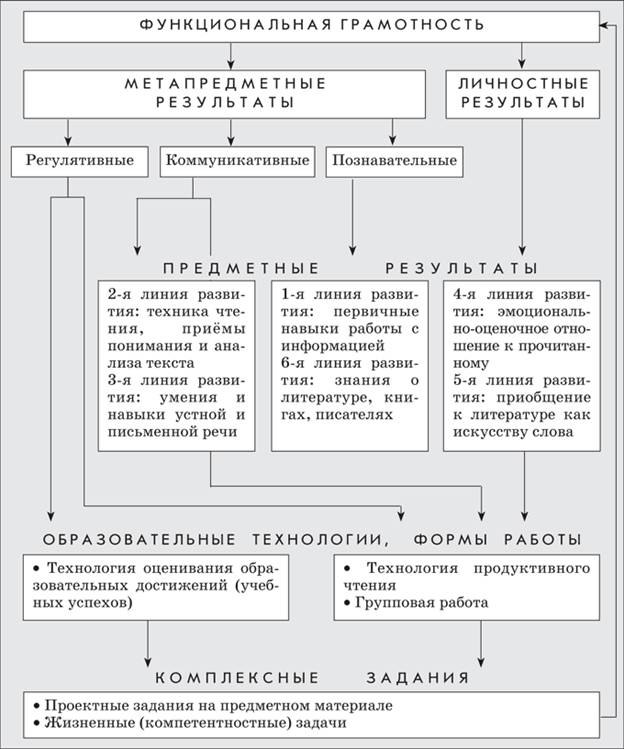 ФУНКЦИОНАЛЬНАЯ ГРАМОТНОСТЬ
МЕТАПРЕДМЕТНЫЕ
РЕЗУЛЬТАТЫ
ЛИЧНОСТНЫЕ
РЕЗУЛЬТАТЫ
Регулятивные
Коммуникативные
Познавательные
ПРЕДМЕТНЫЕ РЕЗУЛЬТАТЫ
2-я линия разви-
тия: техника чте-
ния, приёмы
понимания и ана-
лиза текста
3-я линия разви-
тия: умения и
навыки устной и
письменной речи
1-я линия разви-
тия: первичные
навыки работы с
информацией
6-я линия разви-
тия: знания о
литературе, кни-
гах, писателях
4-я линия разви-
тия: эмоциональ-
но-оценочное отно-
шение к прочитан-
ному
5-я линия разви-
тия: приобщение
к литературе как
искусству слова
ОБРАЗОВАТЕЛЬНЫЕ ТЕХНОЛОГИИ, ФОРМЫ РАБОТЫ
• Технология оценивания обра-
зовательных достижений (учеб-
ных успехов)
• Технология продуктивного
чтения
• Групповая работа
КОМПЛЕКСНЫЕ ЗАДАНИЯ
• Проектные задания на предметном материале
• Жизненные (компетентностные) задачи